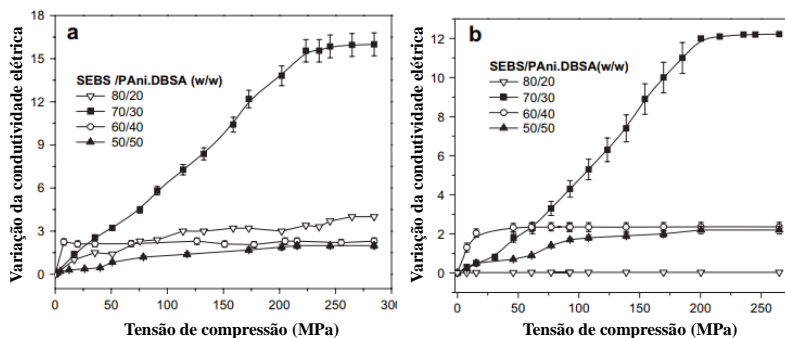 a
SEBS /PAni.DBSA (w/w)
80/20
70/30
60/40
50/50
Variação da condutividade elétrica
18
15
12
9
6
3
0
0 50 100 150 200 250 300
Tensão de compressão (MPa)
b
SEBS/PAni.DBSA(w/w)
80/20
70/30
60/40
50/50
Variação da condutividade elétrica
12
10
8
6
4
2
0
0 50 100 150 200 250
Tensão de compressão (MPa)